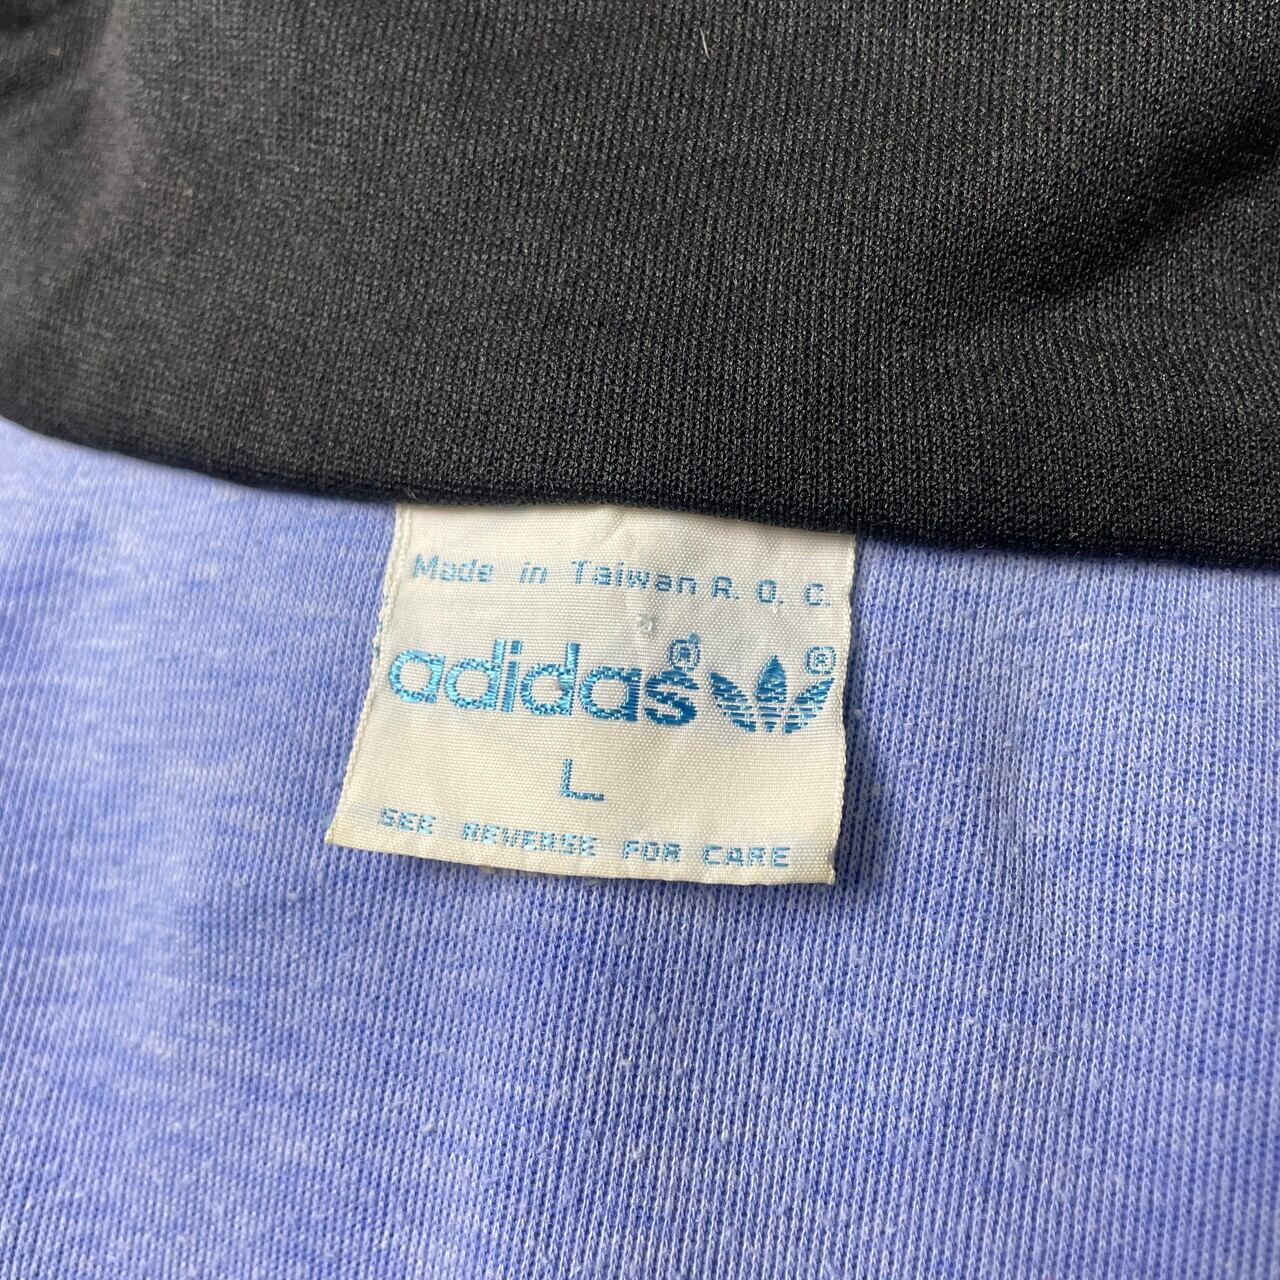 Made in Taiwan R. O. C.
adidas® ®
L
SEE REVERSE FOR CARE